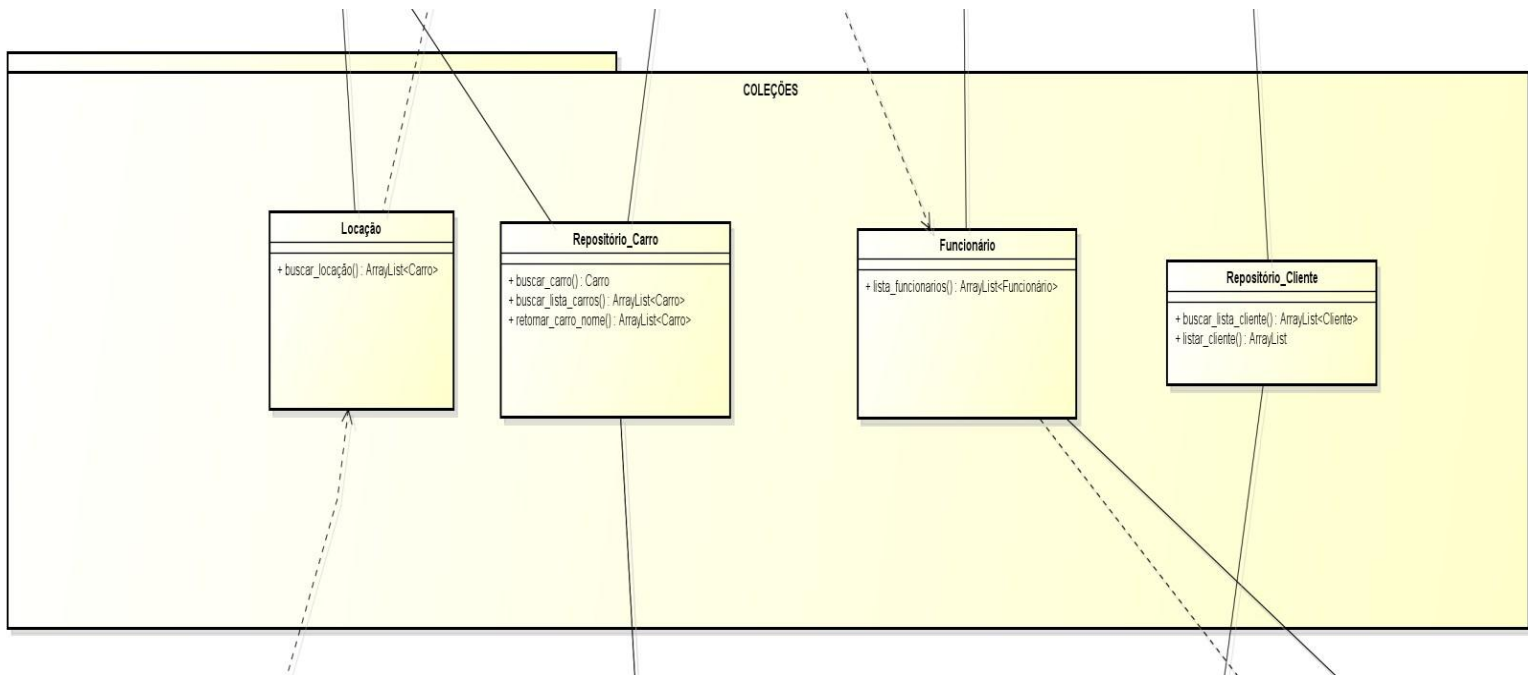 COLEÇÕES
Locação
+ buscar_locação() : ArrayList<Carro>
Repositório_Carro
+ buscar_carro() : Carro
+ buscar_lista_carros() : ArrayList<Carro>
+ retornar_carro_nome() : ArrayList<Carro>
Funcionário
+ lista_funcionarios() : ArrayList<Funcionário>
Repositório_Cliente
+ buscar_lista_cliente() : ArrayList<Cliente>
+ listar_cliente() : ArrayList